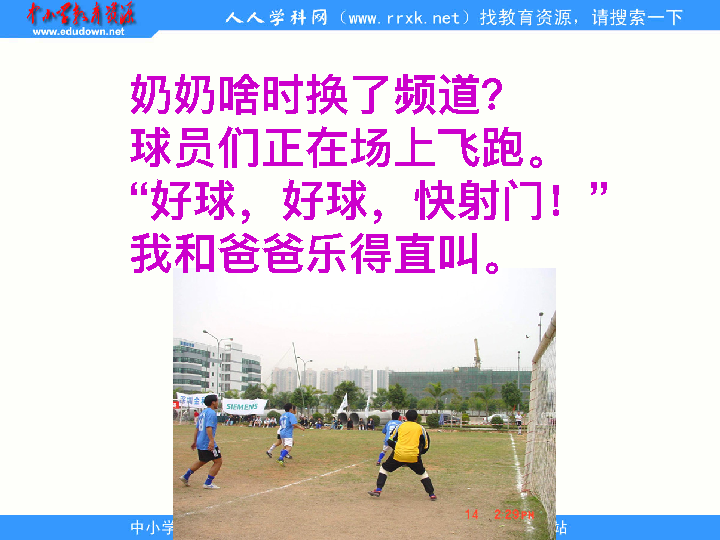 中小学教育资源
www.edudown.net
人人学科网（www.rrxk.net）找教育资源，请搜索一下
奶奶啥时换了频道？
球员们正在场上飞跑。
“好球，好球，快射门！”
我和爸爸乐得直叫。
SIEMENS
14 2:22PM
中小学
站